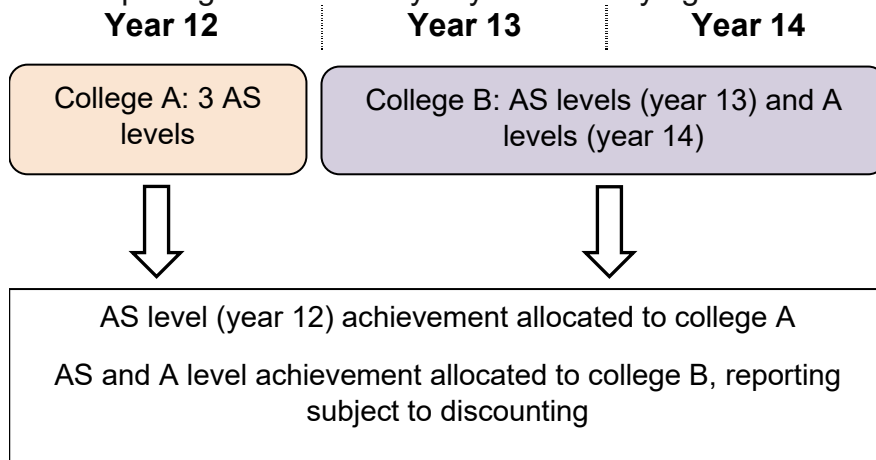 Year 12 Year 13 Year 14
College A: 3 AS
levels
College B: AS levels (year 13) and A
levels (year 14)
AS level (year 12) achievement allocated to college A
AS and A level achievement allocated to college B, reporting
subject to discounting